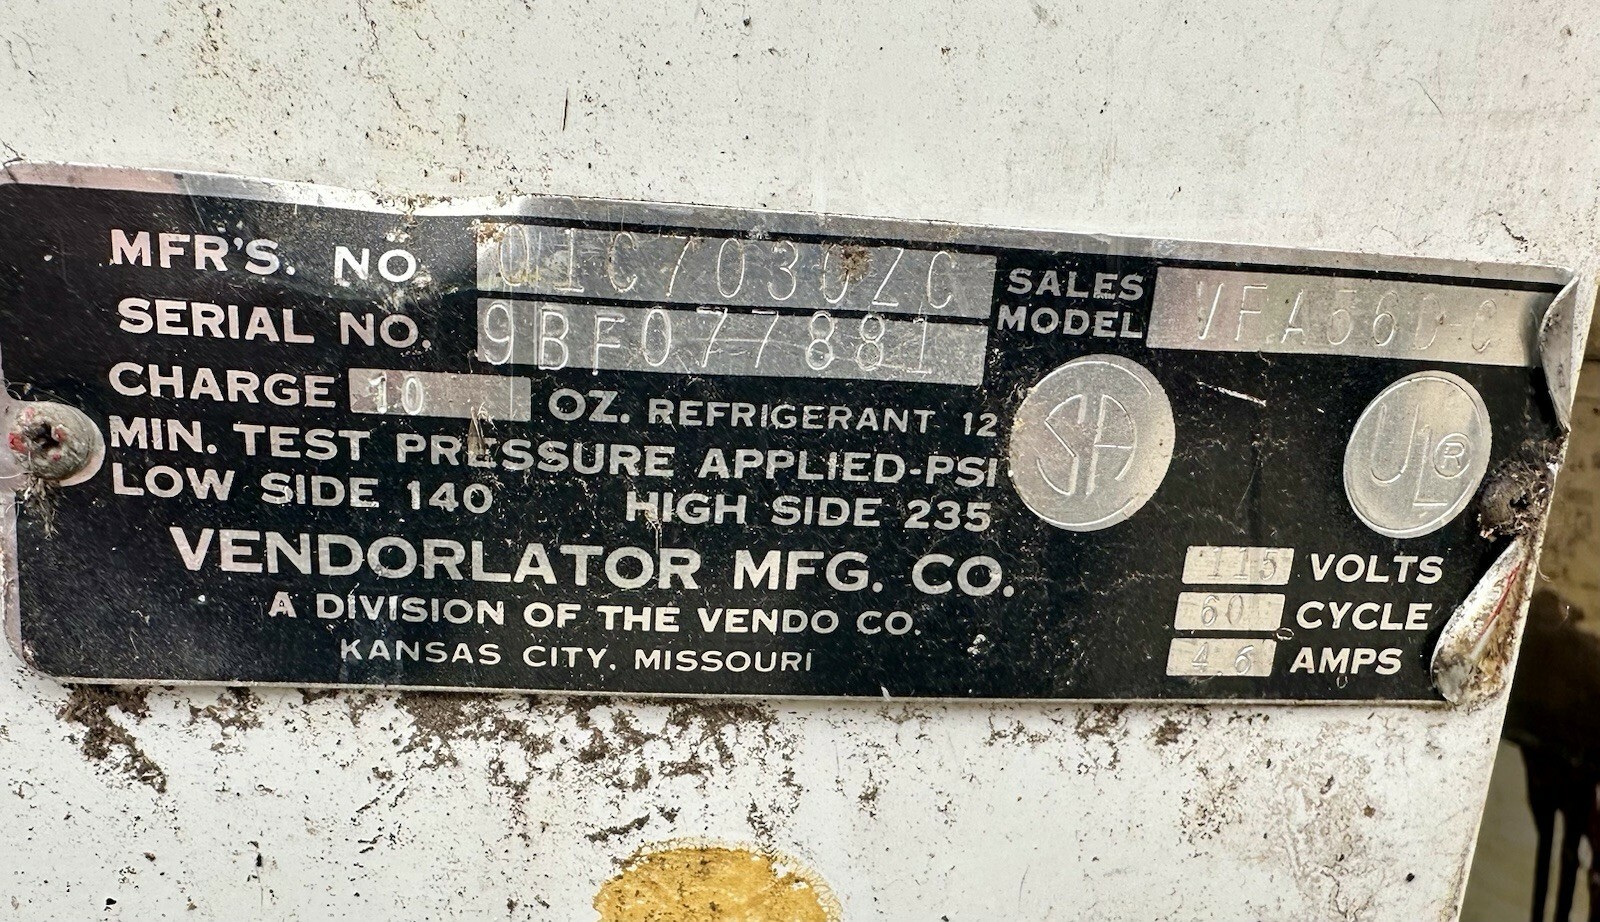 MFR'S. NO. 01C70302C
SERIAL NO. 9BF077881
SALES MODEL VFA56D-C
CHARGE 10 OZ. REFRIGERANT 12
MIN. TEST PRESSURE APPLIED-PSI
LOW SIDE 140 HIGH SIDE 235
SA
UL®
VENDORLATOR MFG. CO.
A DIVISION OF THE VENDO CO.
KANSAS CITY, MISSOURI
115 VOLTS
60 CYCLE
4.6 AMPS